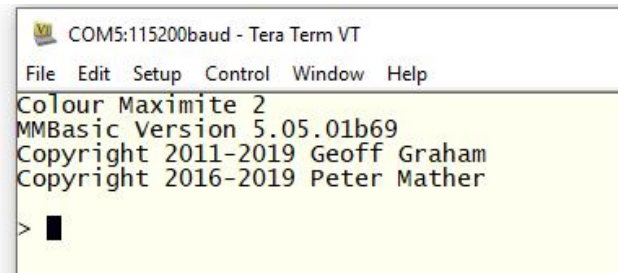 COM5:115200baud - Tera Term VT
File Edit Setup Control Window Help
Colour Maximite 2
MMBasic Version 5.05.01b69
Copyright 2011-2019 Geoff Graham
Copyright 2016-2019 Peter Mather
>